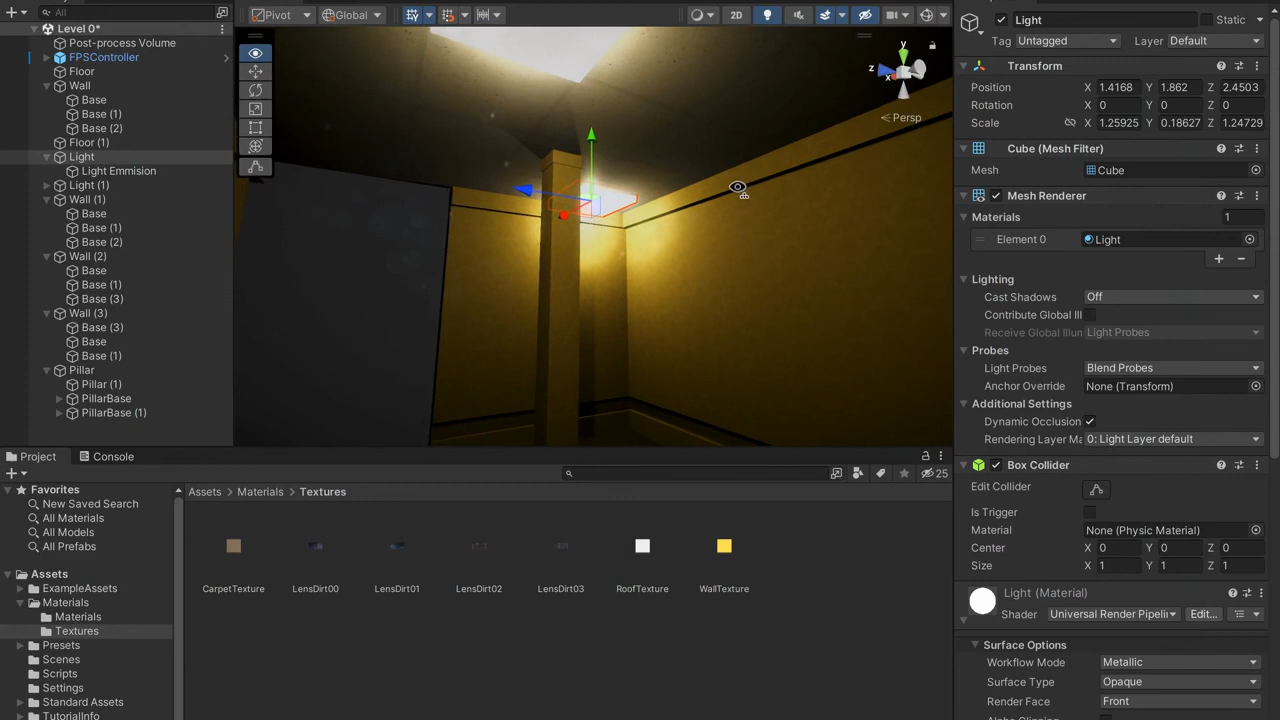 All
Pivot
Global
2D
Level 0*
Post-process Volume
FPSController
Floor
Wall
Base
Base (1)
Base (2)
Floor (1)
Light
Light Emmision
Light (1)
Wall (1)
Base
Base (1)
Base (2)
Wall (2)
Base
Base (1)
Base (3)
Wall (3)
Base (3)
Base
Base (1)
Pillar
Pillar (1)
PillarBase
PillarBase (1)
y
z
x
Persp
Light
Static
Tag Untagged
Layer Default
Transform
Position X 1.4168 Y 1.862 Z 2.4503
Rotation X 0 Y 0 Z 0
Scale X 1.25925 Y 0.18627 Z 1.24729
Cube (Mesh Filter)
Mesh Cube
Mesh Renderer
Materials 1
Element 0 Light
Lighting
Cast Shadows Off
Contribute Global Ill
Receive Global Illun Light Probes
Probes
Light Probes Blend Probes
Anchor Override None (Transform)
Additional Settings
Dynamic Occlusion
Rendering Layer Ma 0: Light Layer default
Box Collider
Edit Collider
Is Trigger
Material None (Physic Material)
Center X 0 Y 0 Z 0
Size X 1 Y 1 Z 1
Light (Material)
Shader Universal Render Pipeli Edit...
Surface Options
Workflow Mode Metallic
Surface Type Opaque
Render Face Front
Project
Console
25
Favorites
New Saved Search
All Materials
All Models
All Prefabs
Assets
ExampleAssets
Materials
Materials
Textures
Presets
Scenes
Scripts
Settings
Standard Assets
TutorialInfo
Assets > Materials > Textures
CarpetTexture
LensDirt00
LensDirt01
LensDirt02
LensDirt03
RoofTexture
WallTexture